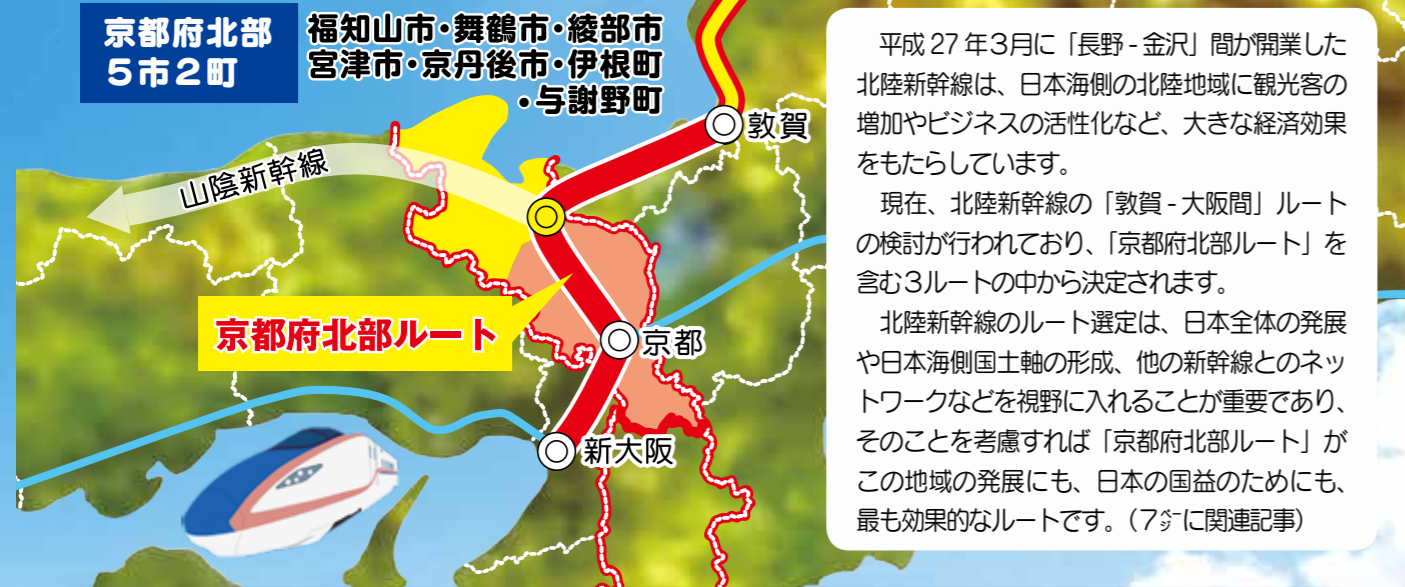 京都府北部
5市2町
福知山市・舞鶴市・綾部市
宮津市・京丹後市・伊根町
・与謝野町
敦賀
山陰新幹線
京都府北部ルート
京都
新大阪
平成27年3月に「長野-金沢」間が開業した
北陸新幹線は、日本海側の北陸地域に観光客の
増加やビジネスの活性化など、大きな経済効果
をもたらしています。
現在、北陸新幹線の「敦賀-大阪間」ルート
の検討が行われており、「京都府北部ルート」を
含む3ルートの中から決定されます。
北陸新幹線のルート選定は、日本全体の発展
や日本海側国土軸の形成、他の新幹線とのネッ
トワークなどを視野に入れることが重要であり、
そのことを考慮すれば「京都府北部ルート」が
この地域の発展にも、日本の国益のためにも、
最も効果的なルートです。（7㌻に関連記事）